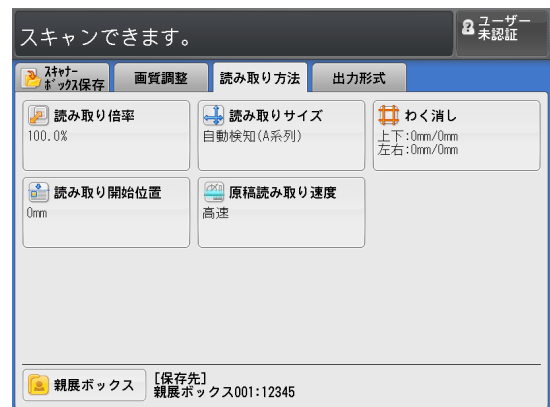 スキャンできます。
ユーザー
未認証
ｽｷｬﾅｰ
ﾎﾞｯｸｽ保存
画質調整
読み取り方法
出力形式
読み取り倍率
100.0%
読み取りサイズ
自動検知(A系列)
わく消し
上下:0mm/0mm
左右:0mm/0mm
読み取り開始位置
0mm
原稿読み取り速度
高速
親展ボックス
[保存先]
親展ボックス001:12345